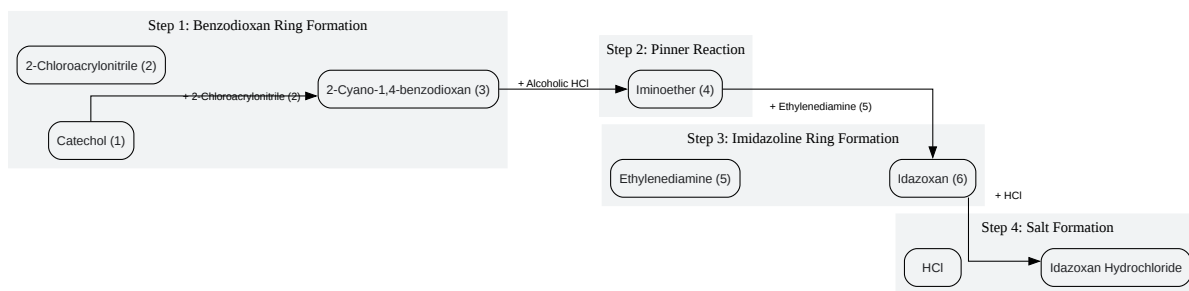 Step 1: Benzodioxan Ring Formation
2-Chloroacrylonitrile (2)
+ 2-Chloroacrylonitrile (2)
2-Cyano-1,4-benzodioxan (3)
Catechol (1)
+ Alcoholic HCl
Step 2: Pinner Reaction
Iminoether (4)
+ Ethylenediamine (5)
Step 3: Imidazoline Ring Formation
Ethylenediamine (5)
Idazoxan (6)
+ HCl
Step 4: Salt Formation
HCl
Idazoxan Hydrochloride